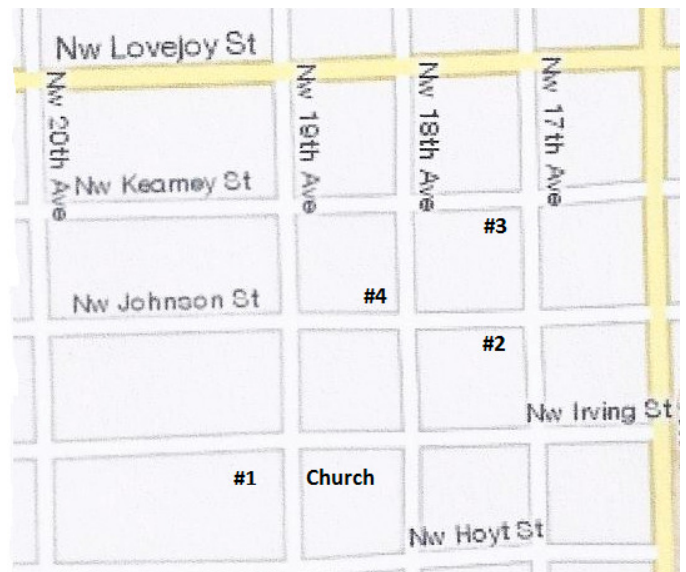 Nw Lovejoy St
Nw 20th Ave
Nw 19th Ave
Nw 18th Ave
Nw 17th Ave
Nw Kearney St
#3
Nw Johnson St
#4
#2
Nw Irving St
#1
Church
Nw Hoyt St